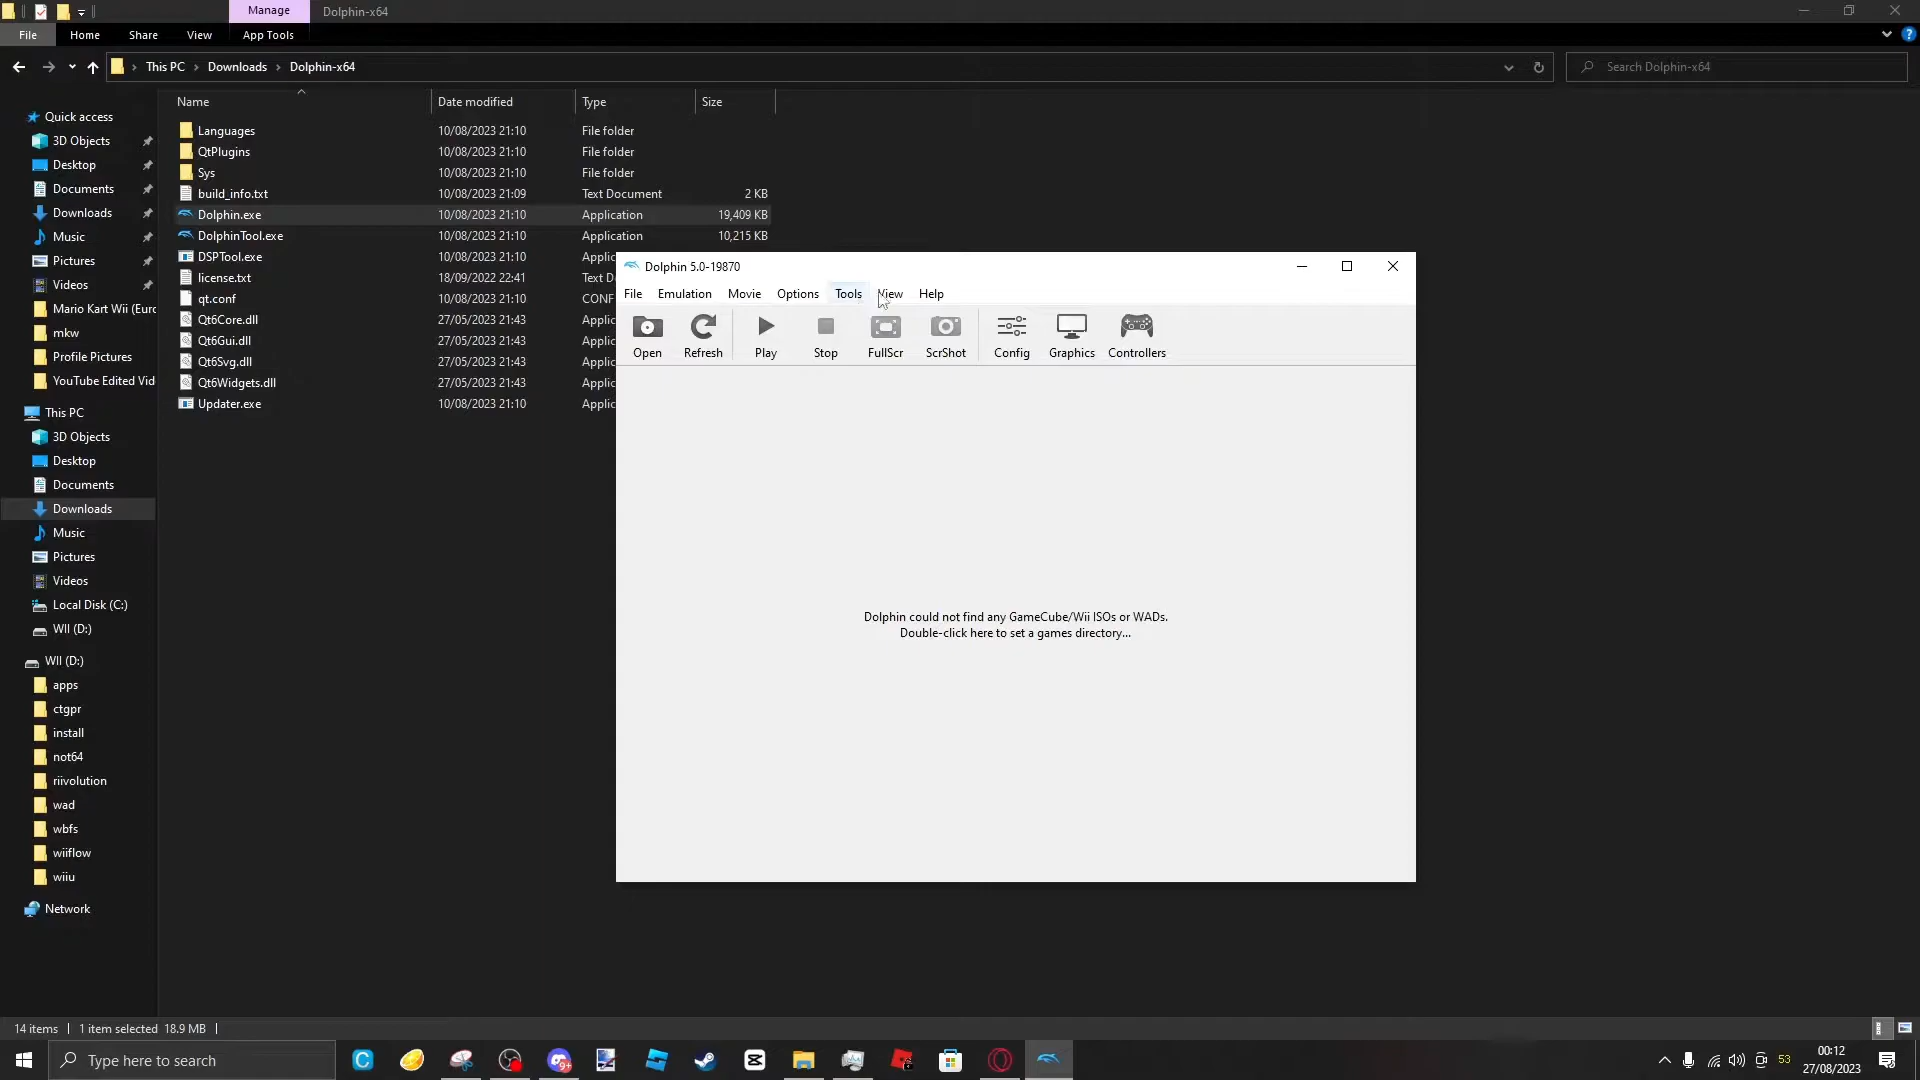 Manage
Dolphin-x64
File
Home
Share
View
App Tools
This PC > Downloads > Dolphin-x64
Search Dolphin-x64
Name
Date modified
Type
Size
Quick access
3D Objects
Desktop
Documents
Downloads
Music
Pictures
Videos
Mario Kart Wii (Eurc
mkw
Profile Pictures
YouTube Edited Vid
This PC
3D Objects
Desktop
Documents
Downloads
Music
Pictures
Videos
Local Disk (C:)
WII (D:)
WII (D:)
apps
ctgpr
install
not64
riivolution
wad
wbfs
wiiflow
wiiu
Network
Languages 10/08/2023 21:10 File folder
QtPlugins 10/08/2023 21:10 File folder
Sys 10/08/2023 21:10 File folder
build_info.txt 10/08/2023 21:09 Text Document 2 KB
Dolphin.exe 10/08/2023 21:10 Application 19,409 KB
DolphinTool.exe 10/08/2023 21:10 Application 10,215 KB
DSPTool.exe 10/08/2023 21:10 Applic
license.txt 18/09/2022 22:41 Text D
qt.conf 10/08/2023 21:10 CONF
Qt6Core.dll 27/05/2023 21:43 Applic
Qt6Gui.dll 27/05/2023 21:43 Applic
Qt6Svg.dll 27/05/2023 21:43 Applic
Qt6Widgets.dll 27/05/2023 21:43 Applic
Updater.exe 10/08/2023 21:10 Applic
Dolphin 5.0-19870
File Emulation Movie Options Tools View Help
Open Refresh Play Stop FullScr ScrShot Config Graphics Controllers
Dolphin could not find any GameCube/Wii ISOs or WADs.
Double-click here to set a games directory...
14 items
1 item selected 18.9 MB
Type here to search
9+
53
00:12
27/08/2023